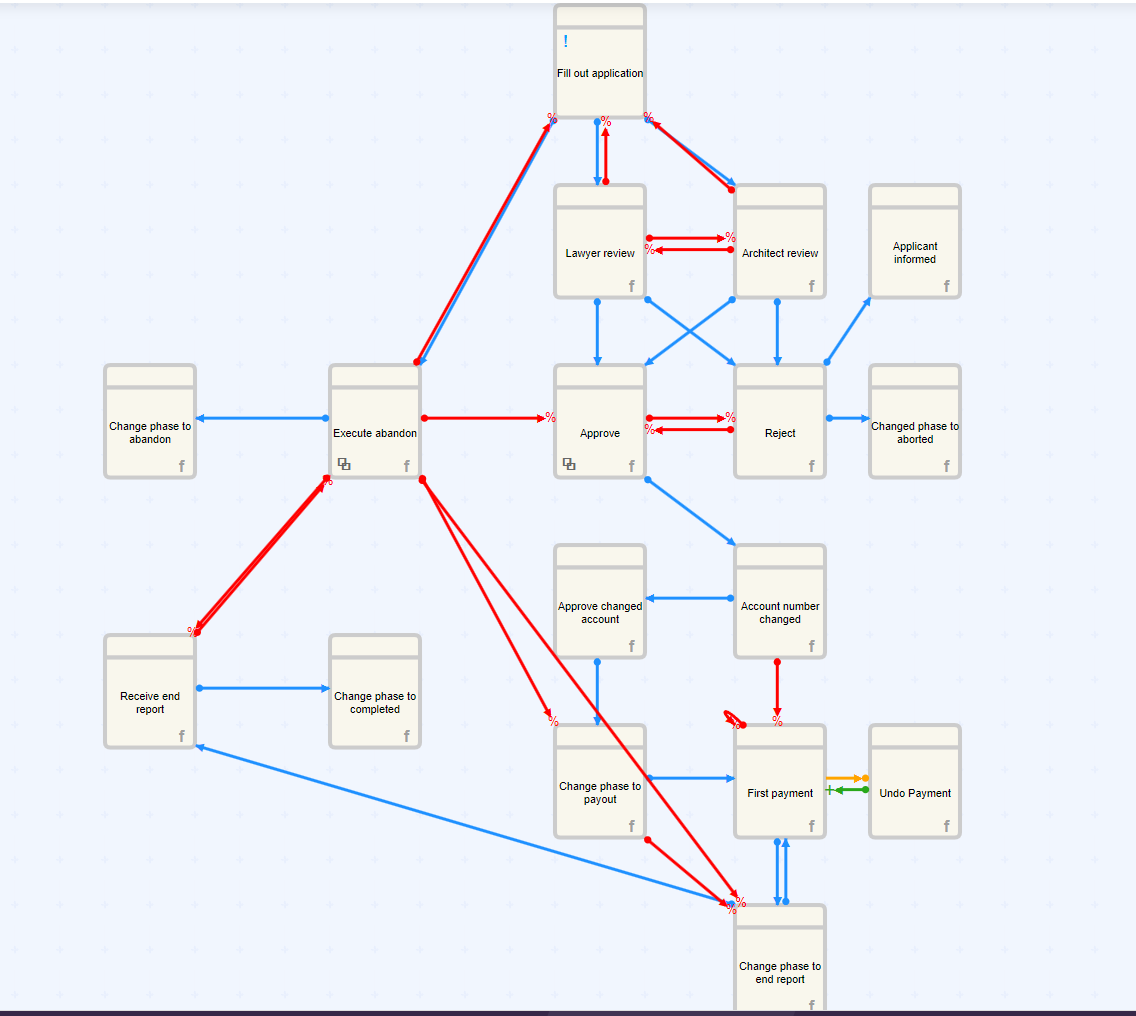 !
Fill out application
%
%
%
Lawyer review
f
%
%
Architect review
f
Applicant
informed
f
Change phase to
abandon
f
Execute abandon
f
%
%
Approve
f
%
%
Reject
f
Changed phase to
aborted
f
Approve changed
account
f
Account number
changed
f
%
Receive end
report
f
Change phase to
completed
f
%
Change phase to
payout
f
%
%
First payment
f
+
Undo Payment
f
%
%
Change phase to
end report
f